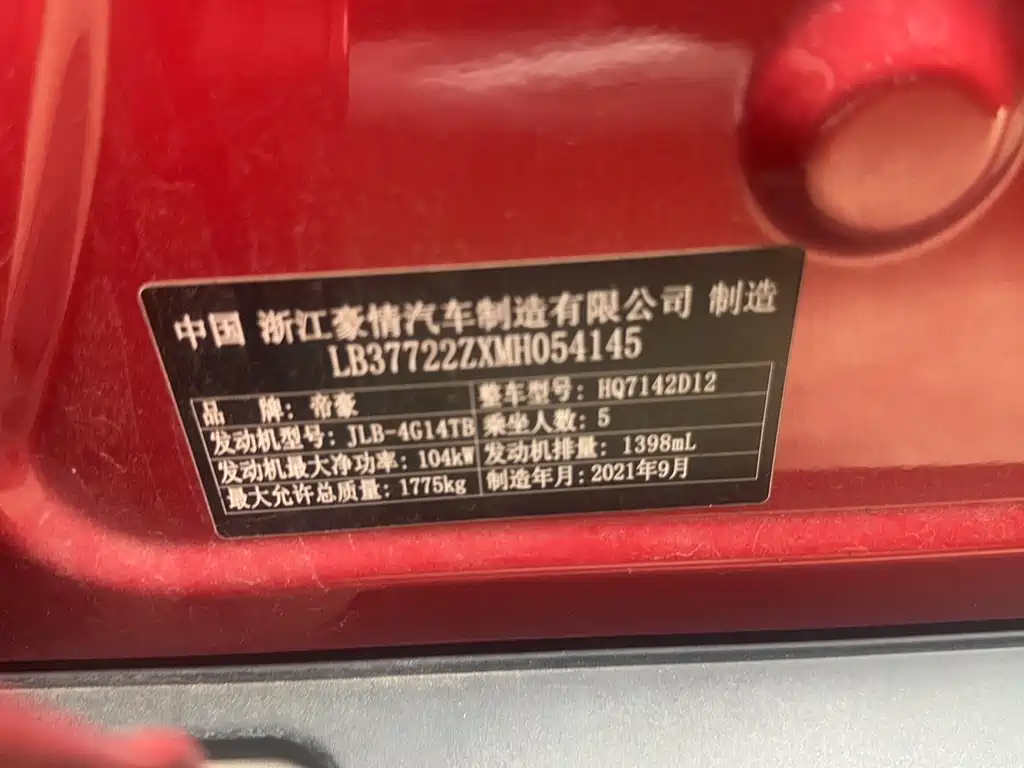 中国 浙江豪情汽车制造有限公司 制造
LB37722ZXMH054145
品 牌: 帝豪 整车型号: HQ7142D12
发动机型号: JLB-4G14TB 乘坐人数: 5
发动机最大净功率: 104kW 发动机排量: 1398mL
最大允许总质量: 1775kg 制造年月: 2021年9月